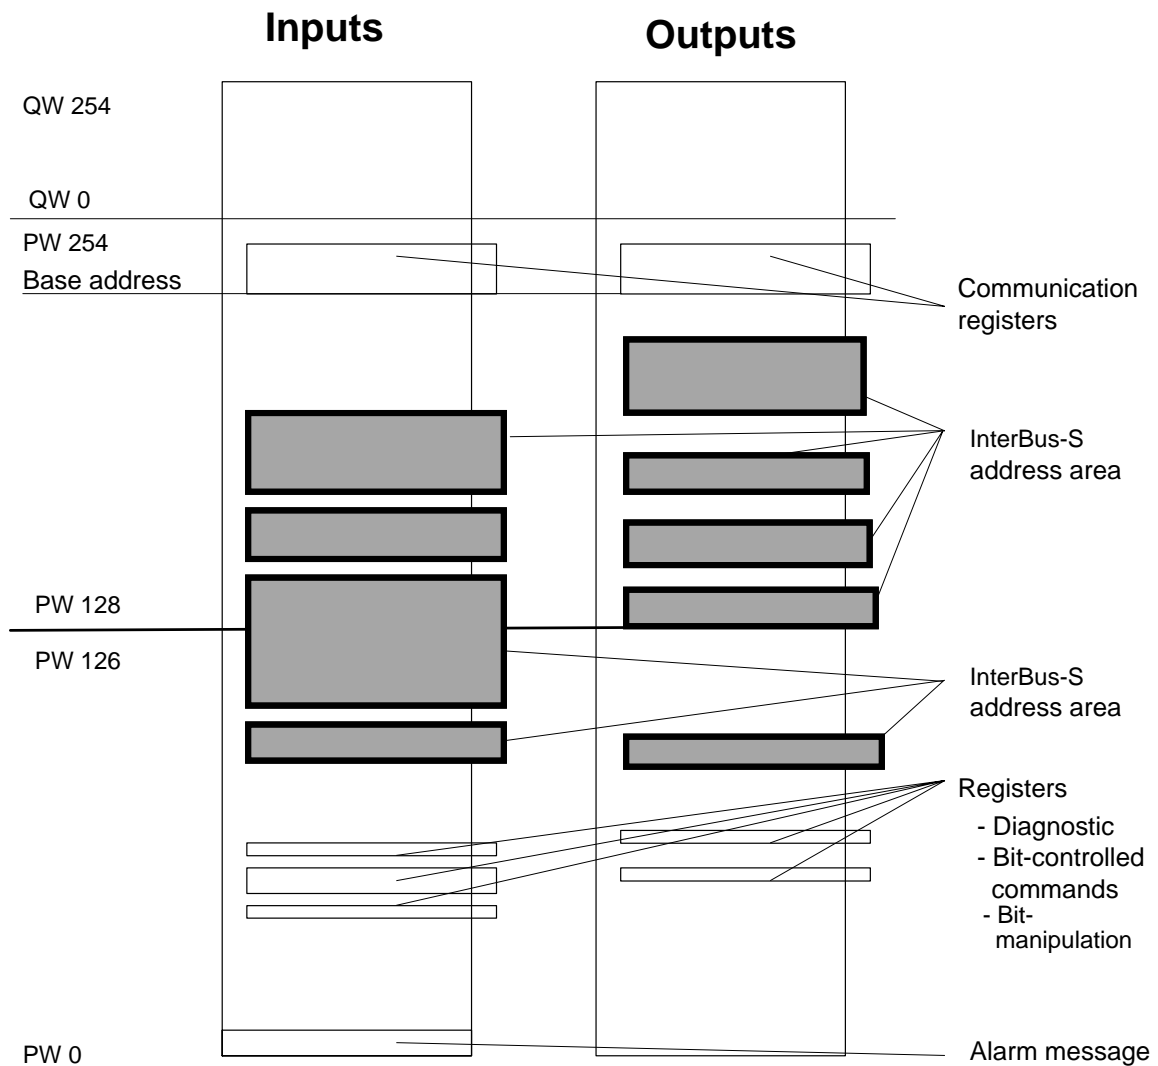 Inputs
Outputs
QW 254
QW 0
PW 254
Base address
Communication
registers
InterBus-S
address area
PW 128
PW 126
InterBus-S
address area
Registers
- Diagnostic
- Bit-controlled
commands
- Bit-
manipulation
PW 0
Alarm message